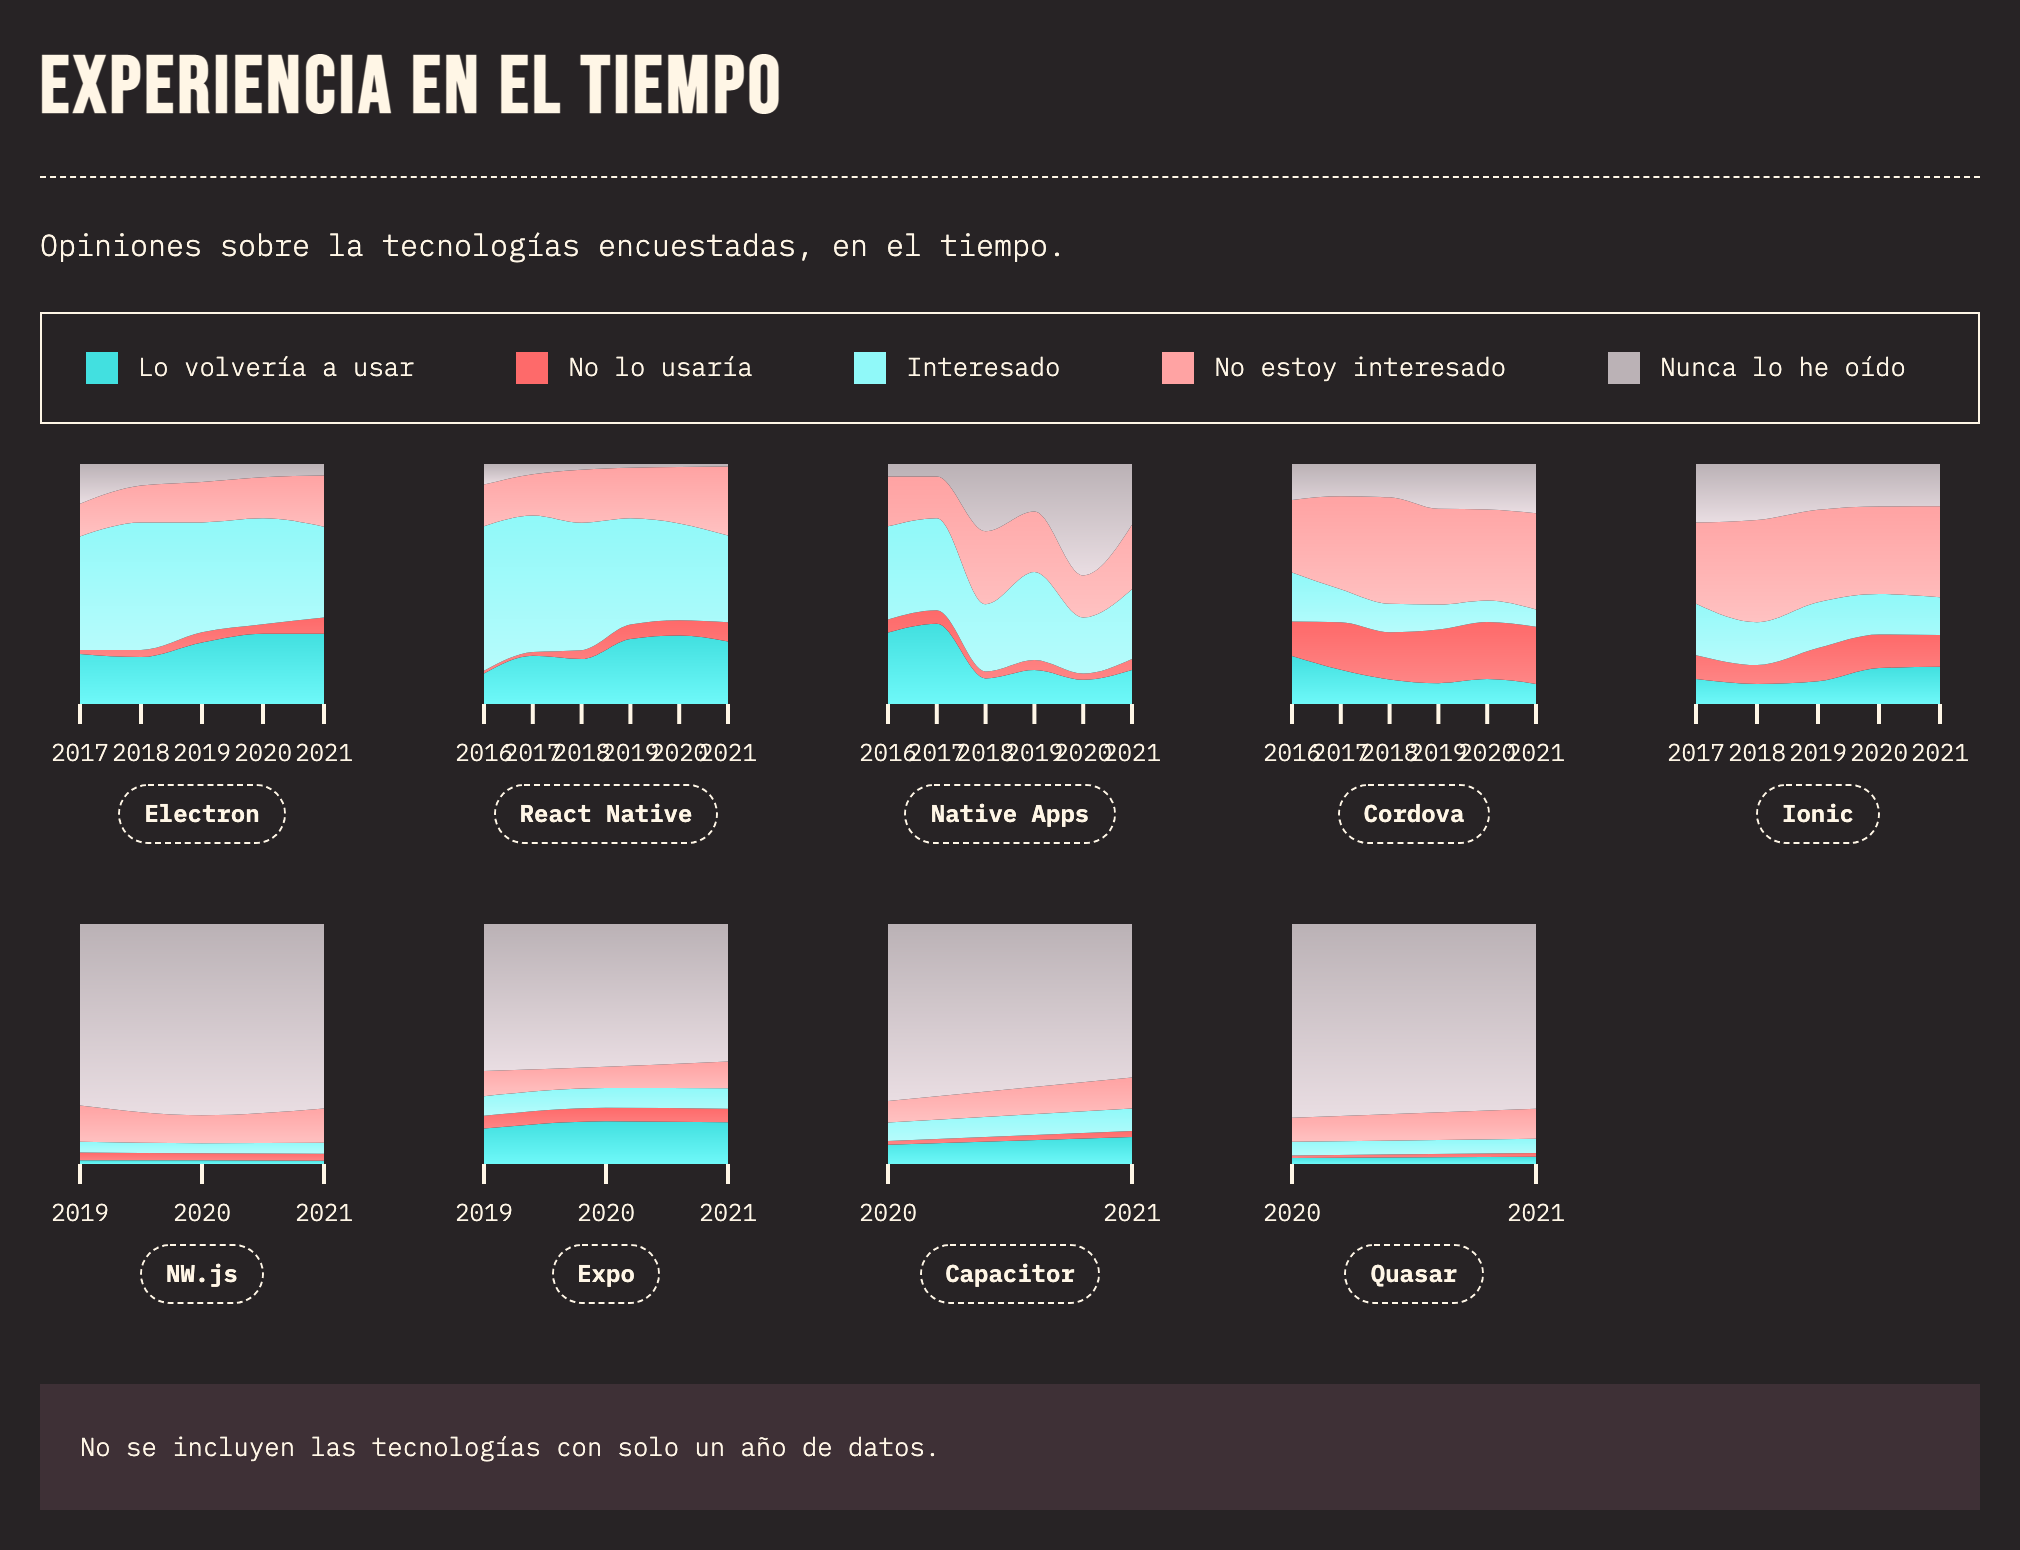 EXPERIENCIA EN EL TIEMPO
Opiniones sobre la tecnologías encuestadas, en el tiempo.
Lo volvería a usar No lo usaría Interesado No estoy interesado Nunca lo he oído
2017 2018 2019 2020 2021 2016 2017 2018 2019 2020 2021 2016 2017 2018 2019 2020 2021 2016 2017 2018 2019 2020 2021 2017 2018 2019 2020 2021
Electron React Native Native Apps Cordova Ionic
2019 2020 2021 2019 2020 2021 2020 2021 2020 2021
NW.js Expo Capacitor Quasar
No se incluyen las tecnologías con solo un año de datos.